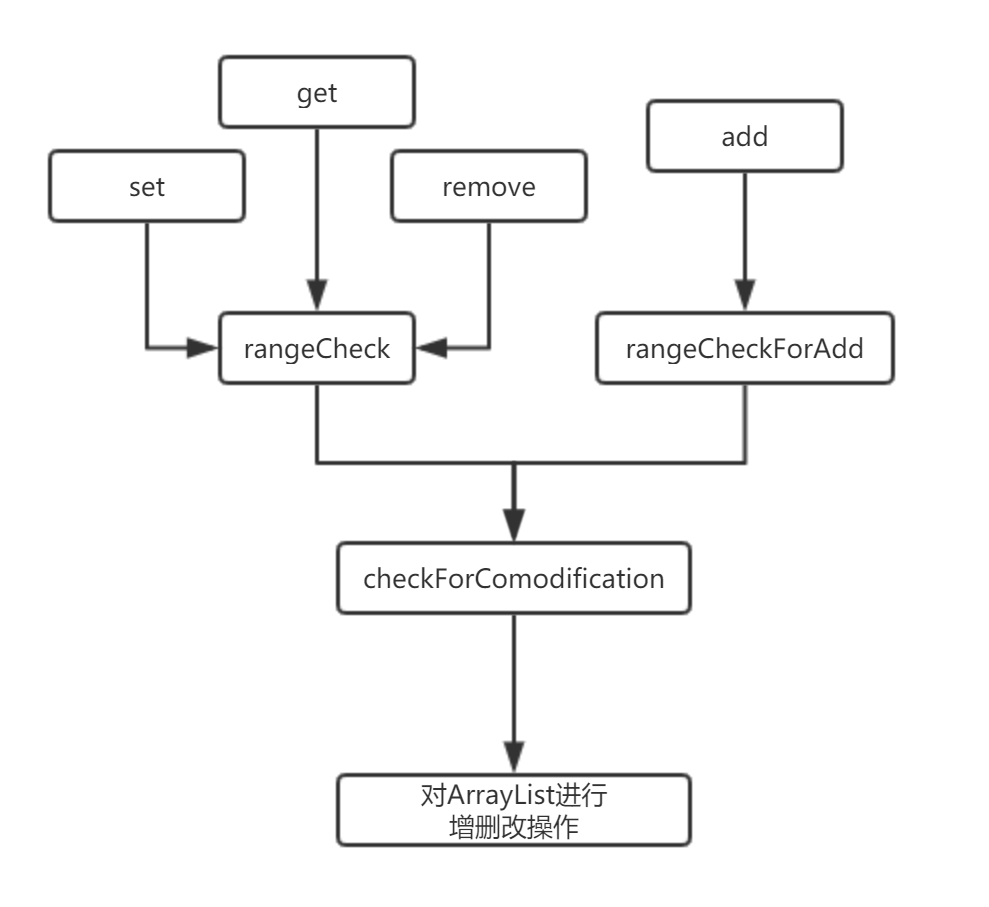 get
add
set
remove
rangeCheck
rangeCheckForAdd
checkForComodification
对ArrayList进行
增删改操作